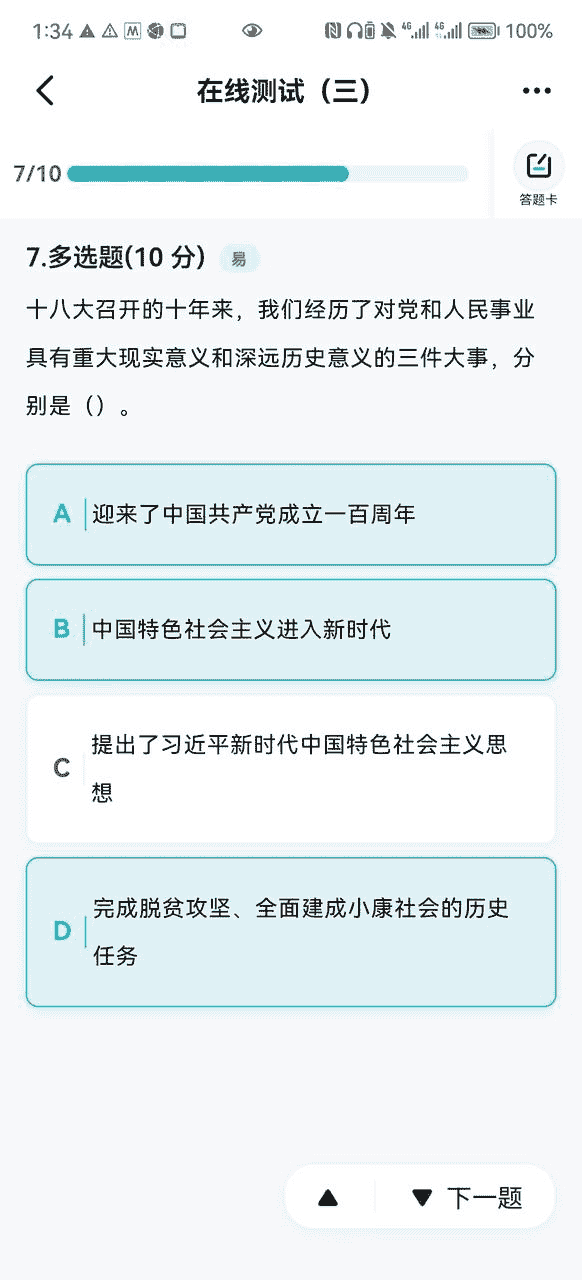 1:34 4G 4G 100%
在线测试（三）
7/10
答题卡
7.多选题(10 分) 易
十八大召开的十年来，我们经历了对党和人民事业
具有重大现实意义和深远历史意义的三件大事，分
别是（）。
A 迎来了中国共产党成立一百周年
B 中国特色社会主义进入新时代
C 提出了习近平新时代中国特色社会主义思
想
D 完成脱贫攻坚、全面建成小康社会的历史
任务
下一题